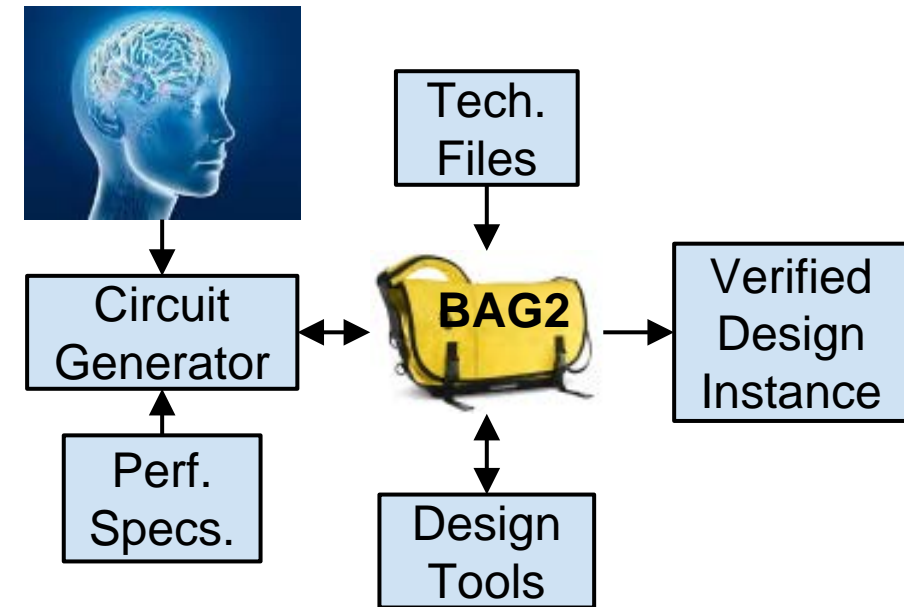 Tech.
Files
Circuit
Generator
BAG2
Verified
Design
Instance
Perf.
Specs.
Design
Tools